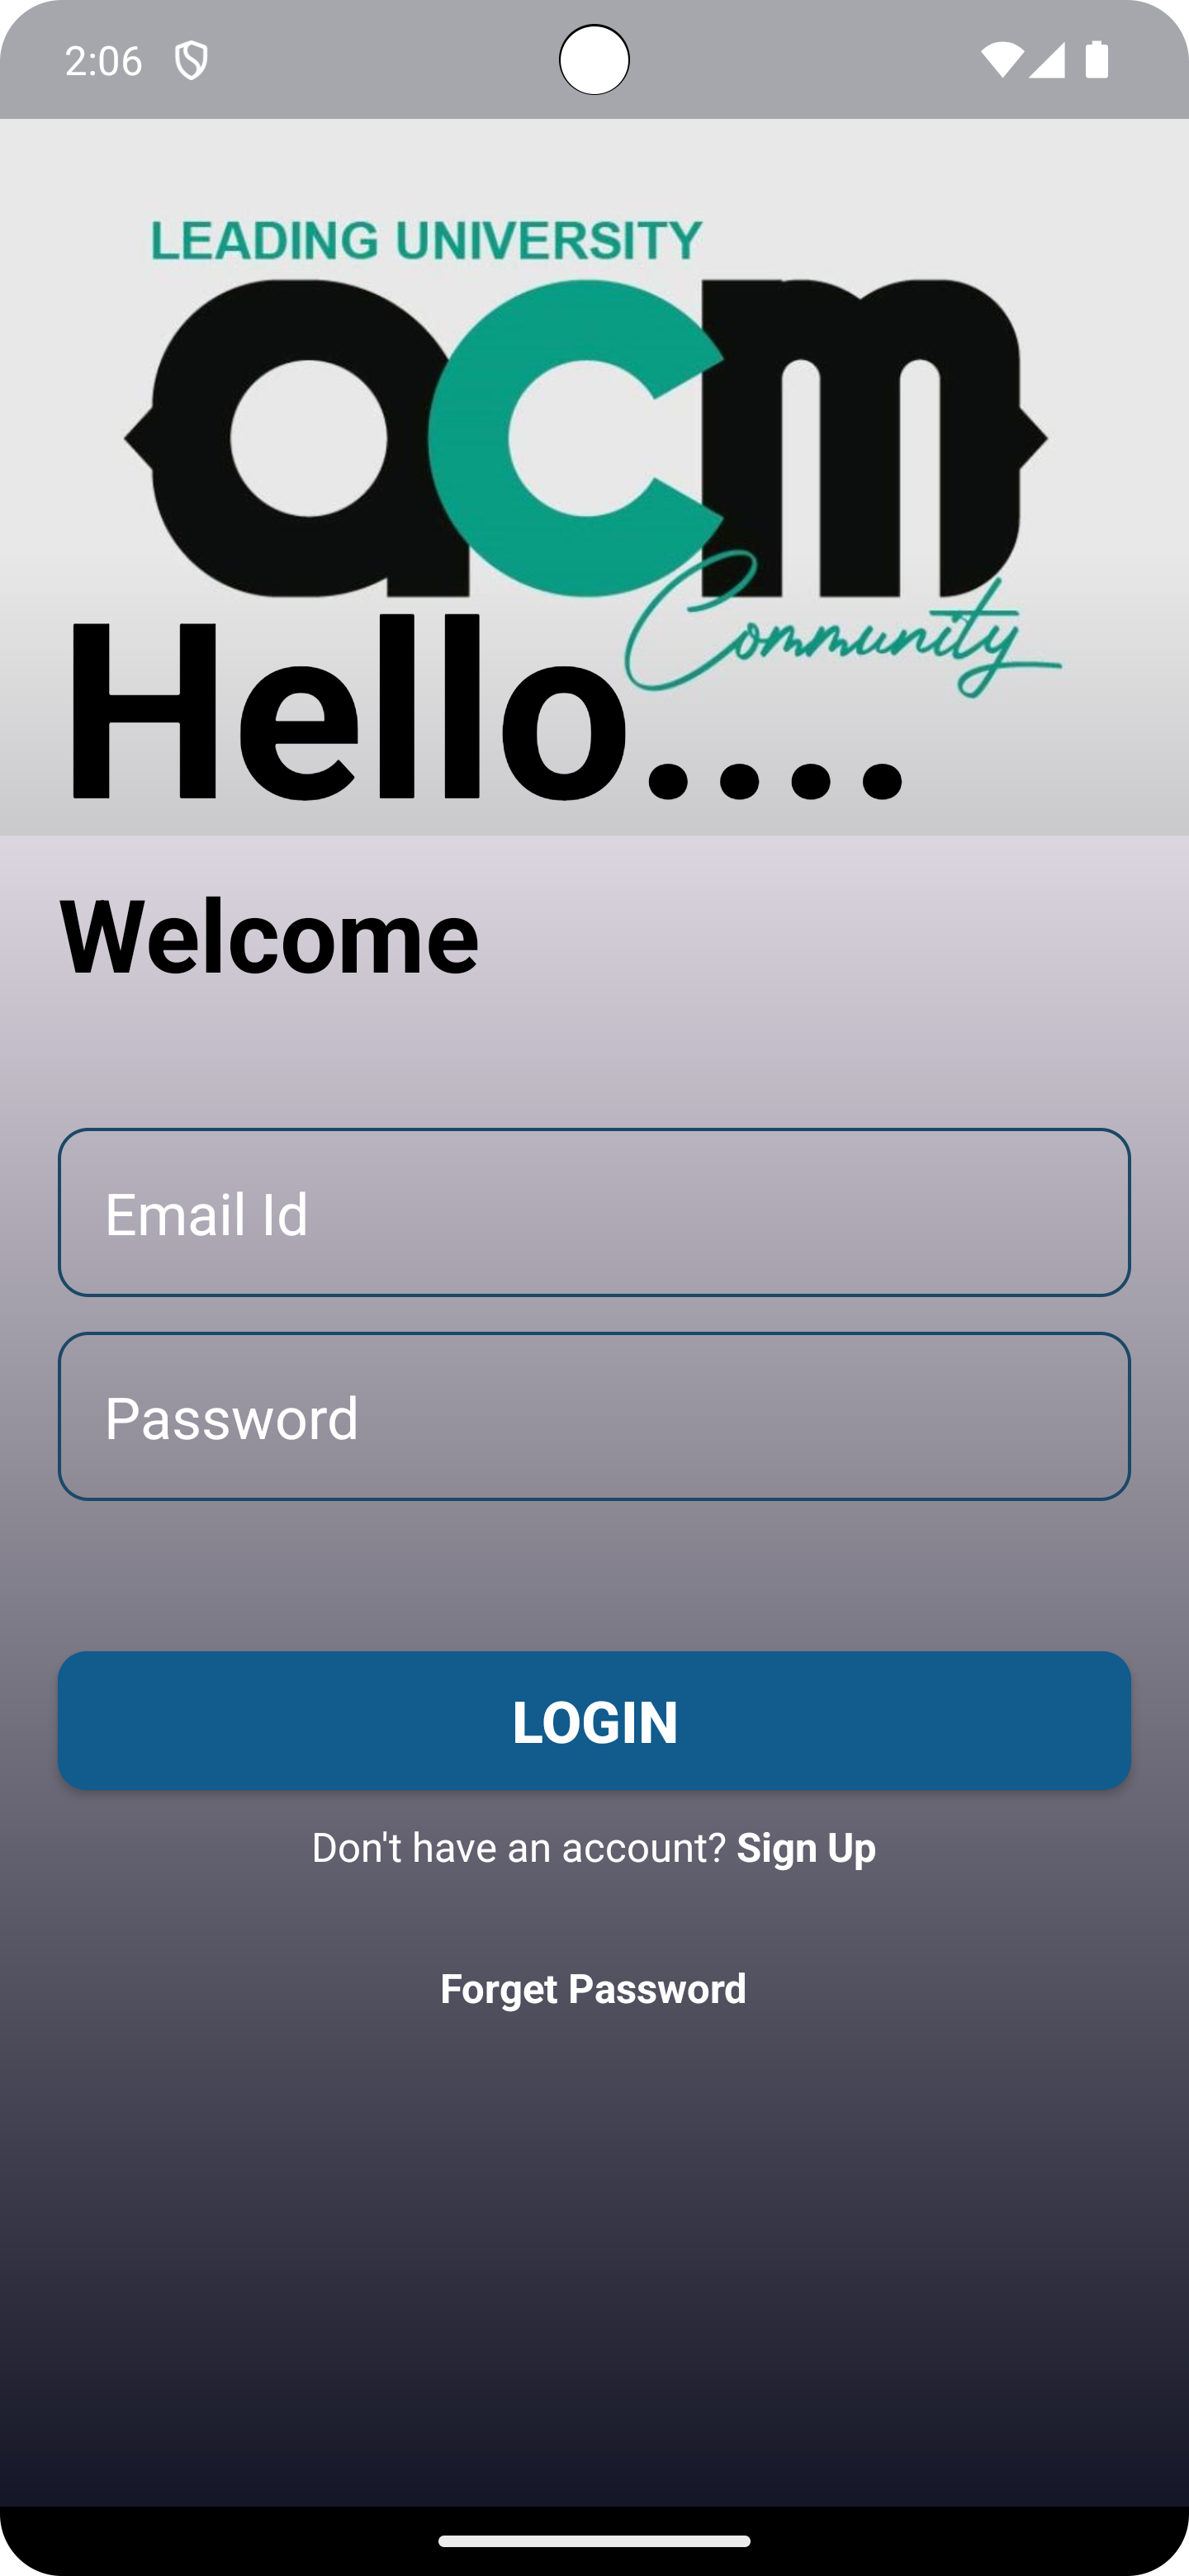 2:06
LEADING UNIVERSITY
acm
Community
Hello....
Welcome
Email Id
Password
LOGIN
Don't have an account? Sign Up
Forget Password